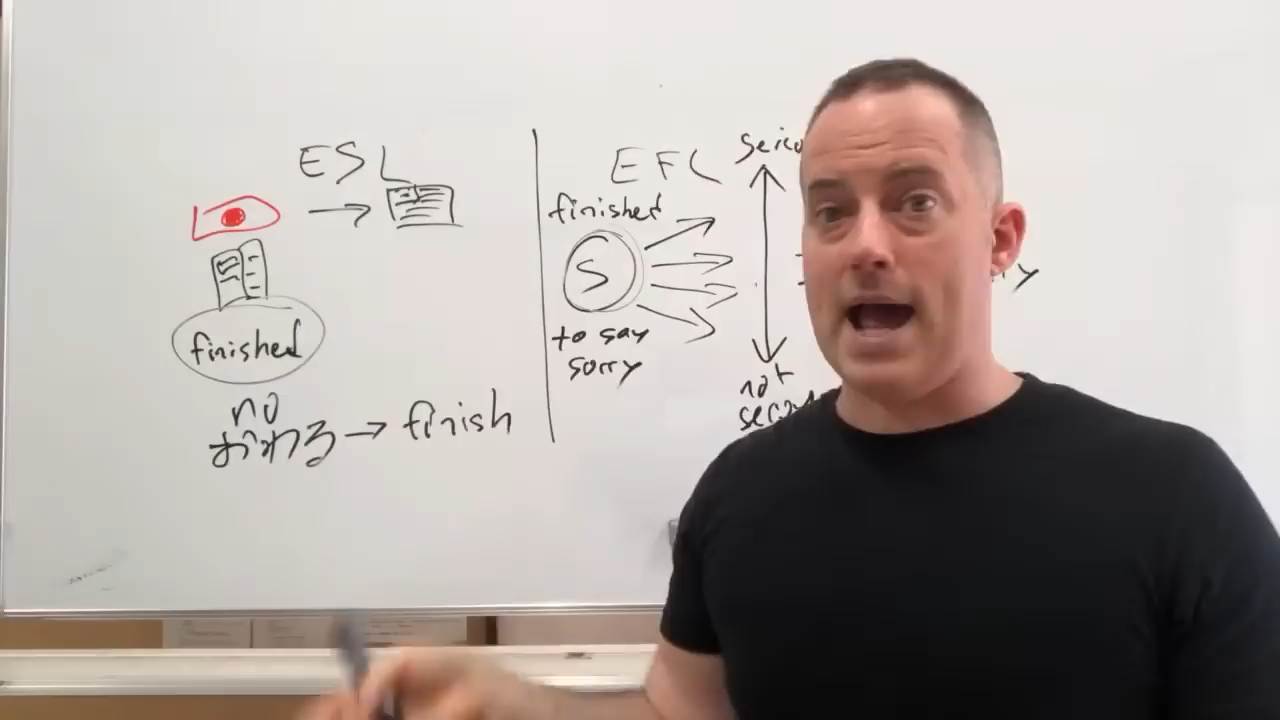 ESL
finished
no
おわる → finish
EFL
finished
S
to say
sorry
not